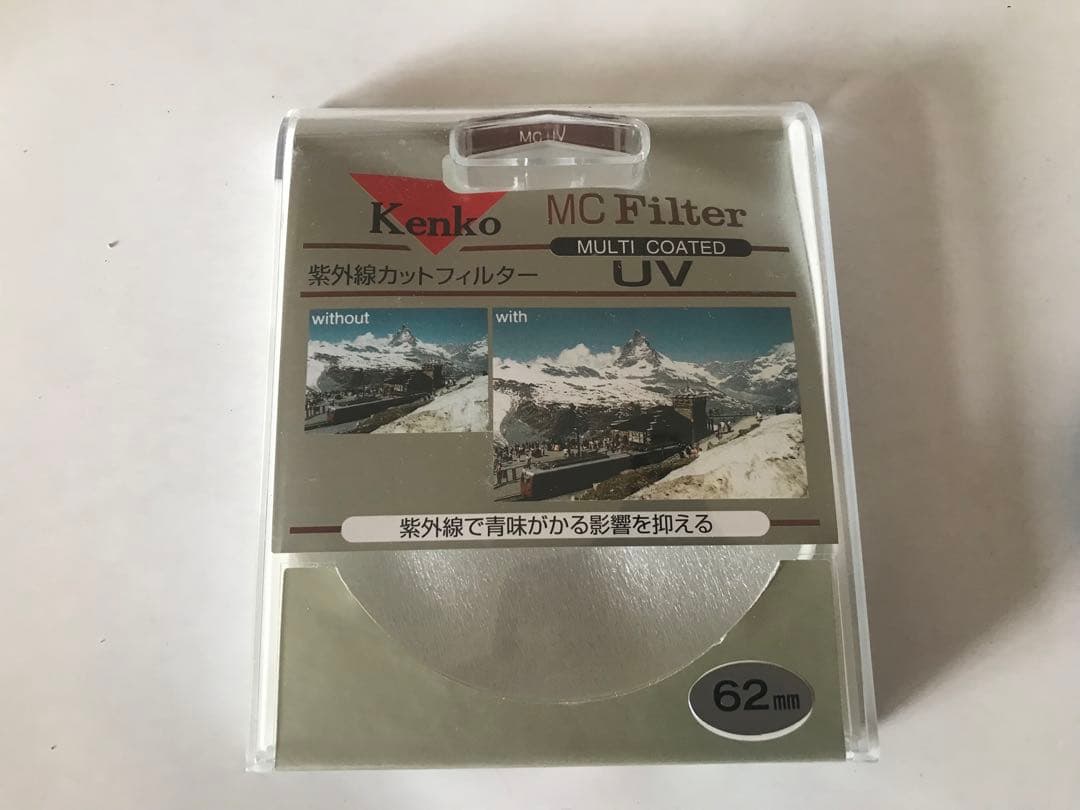 MC UV
Kenko
MC Filter
MULTI COATED
紫外線カットフィルター
UV
without
with
紫外線で青味がかる影響を抑える
62mm